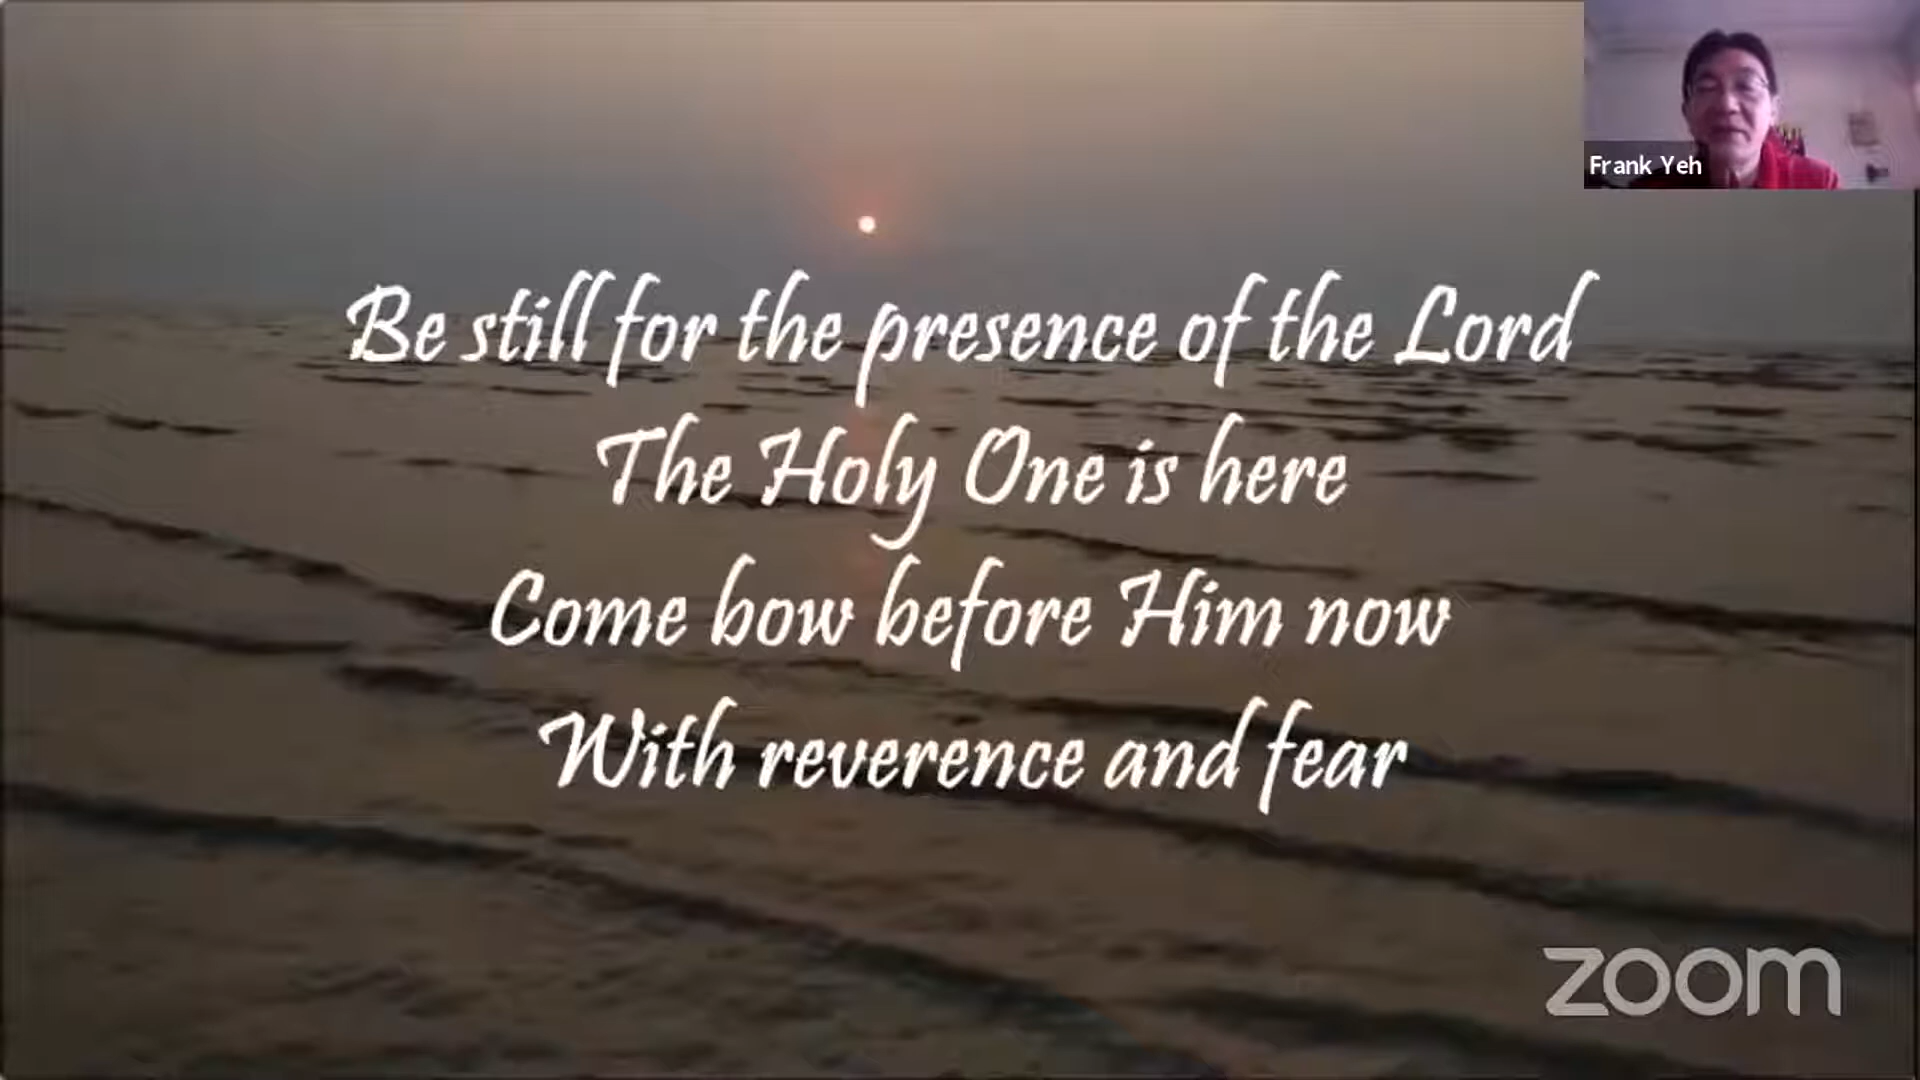 Frank Yeh
Be still for the presence of the Lord
The Holy One is here
Come bow before Him now
With reverence and fear
zoom